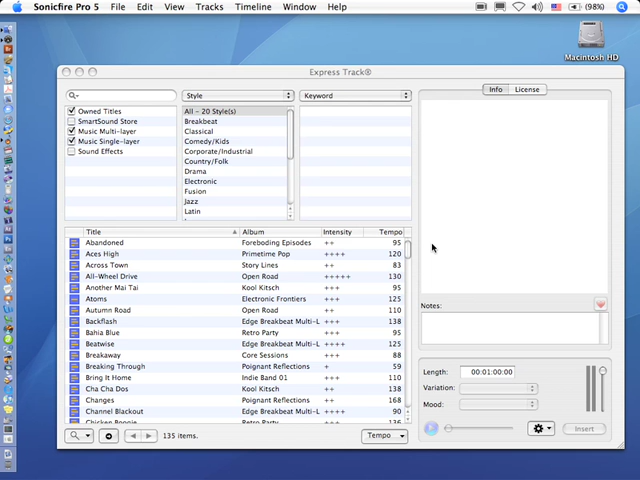 Sonicfire Pro 5 File Edit View Tracks Timeline Window Help (98%)
Macintosh HD
Express Track®
Style Keyword Info License
Owned Titles
SmartSound Store
Music Multi-layer
Music Single-layer
Sound Effects
All - 20 Style(s)
Breakbeat
Classical
Comedy/Kids
Corporate/Industrial
Country/Folk
Drama
Electronic
Fusion
Jazz
Latin
Title Album Intensity Tempo
Abandoned Foreboding Episodes ++ 95
Aces High Primetime Pop ++++ 120
Across Town Story Lines ++ 83
All-Wheel Drive Open Road +++++ 130
Another Mai Tai Kool Kitsch ++ 95
Atoms Electronic Frontiers ++ 125
Autumn Road Open Road ++ 110
Backflash Edge Breakbeat Multi-L +++ 138
Bahia Blue Retro Party ++ 95
Beatwise Edge Breakbeat Multi-L ++++ 125
Breakaway Core Sessions +++ 88
Breaking Through Poignant Reflections + 59
Bring It Home Indie Band 01 +++ 110
Cha Cha Dos Kool Kitsch +++ 138
Changes Poignant Reflections +++ 168
Channel Blackout Edge Breakbeat Multi-L ++++ 90
Chicken Boogie Retro Party +++ 136
135 items. Tempo
Notes:
Length: 00:01:00:00
Variation:
Mood:
Insert